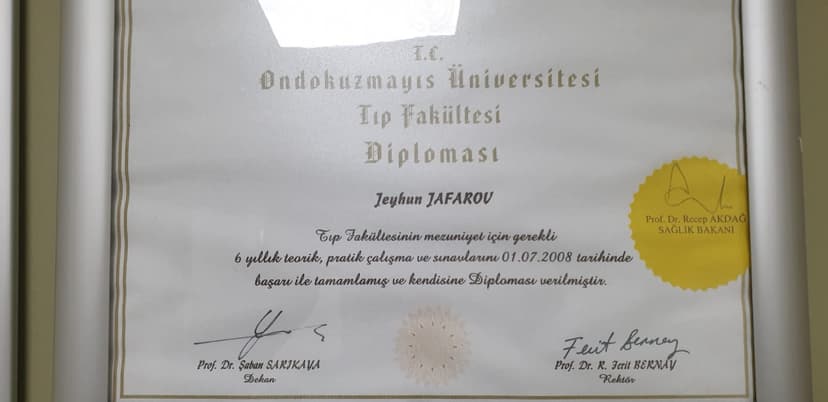 T.C.
Ondokuzmayıs Üniversitesi
Tıp Fakültesi
Diploması
Jeyhun JAFAROV
Tıp Fakültesinin mezuniyet için gerekli
6 yıllık teorik, pratik çalışma ve sınavlarını 01.07.2008 tarihinde
başarı ile tamamlamış ve kendisine Diploması verilmiştir.
Prof. Dr. Recep AKDAĞ
SAĞLIK BAKANI
Prof. Dr. Şaban SARIKAYA
Dekan
Ferit Bernay
Prof. Dr. R. Ferit BERNAY
Rektör